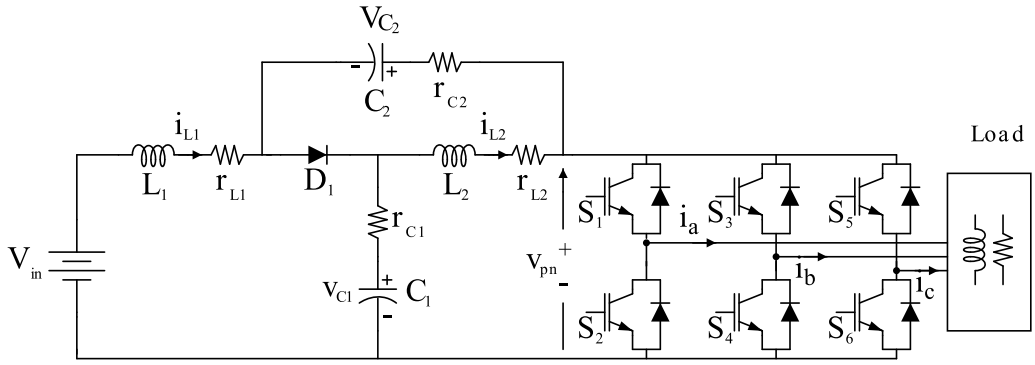 V_C2
- +
C_2
r_C2
i_L1
L_1
r_L1
D_1
i_L2
L_2
r_L2
Load
S_1
S_3
S_5
r_C1
i_a
V_in
v_C1
+
-
C_1
v_pn
+
-
i_b
i_c
S_2
S_4
S_6